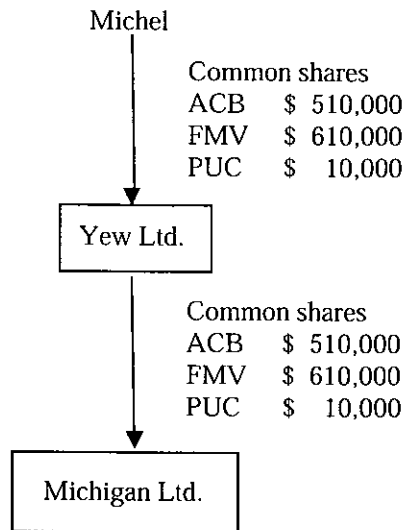 Michel
Common shares
ACB $ 510,000
FMV $ 610,000
PUC $ 10,000
Yew Ltd.
Common shares
ACB $ 510,000
FMV $ 610,000
PUC $ 10,000
Michigan Ltd.